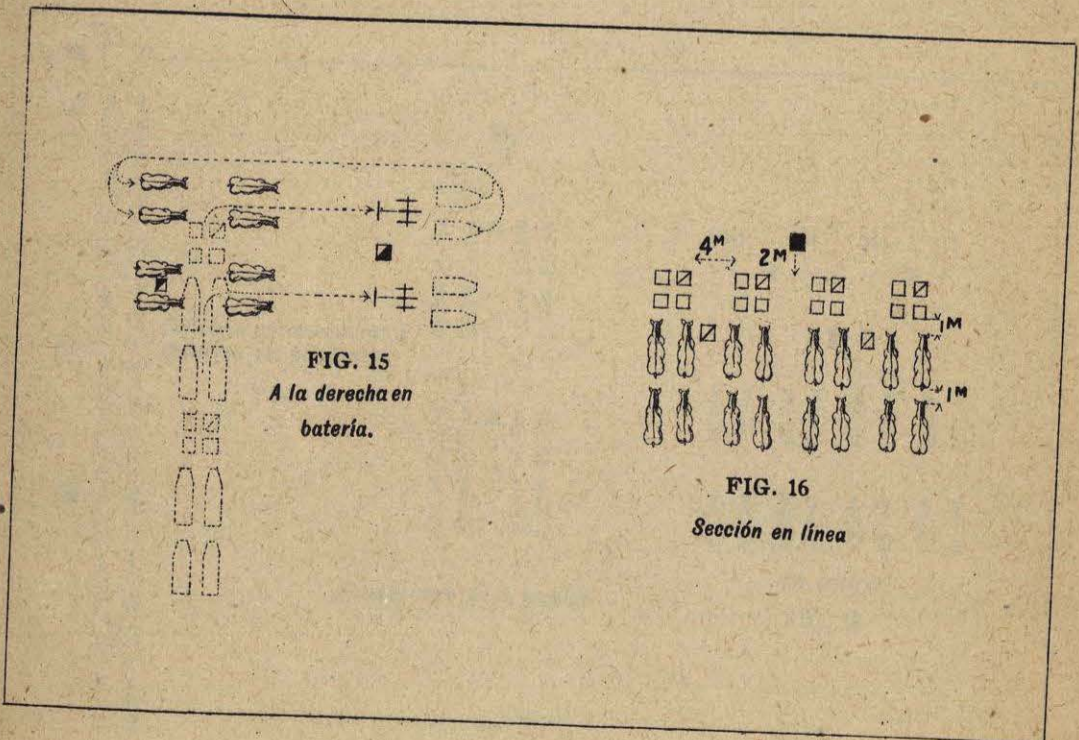 FIG. 15
A la derecha en
batería.
4M
2M
1M
1M
FIG. 16
Sección en línea